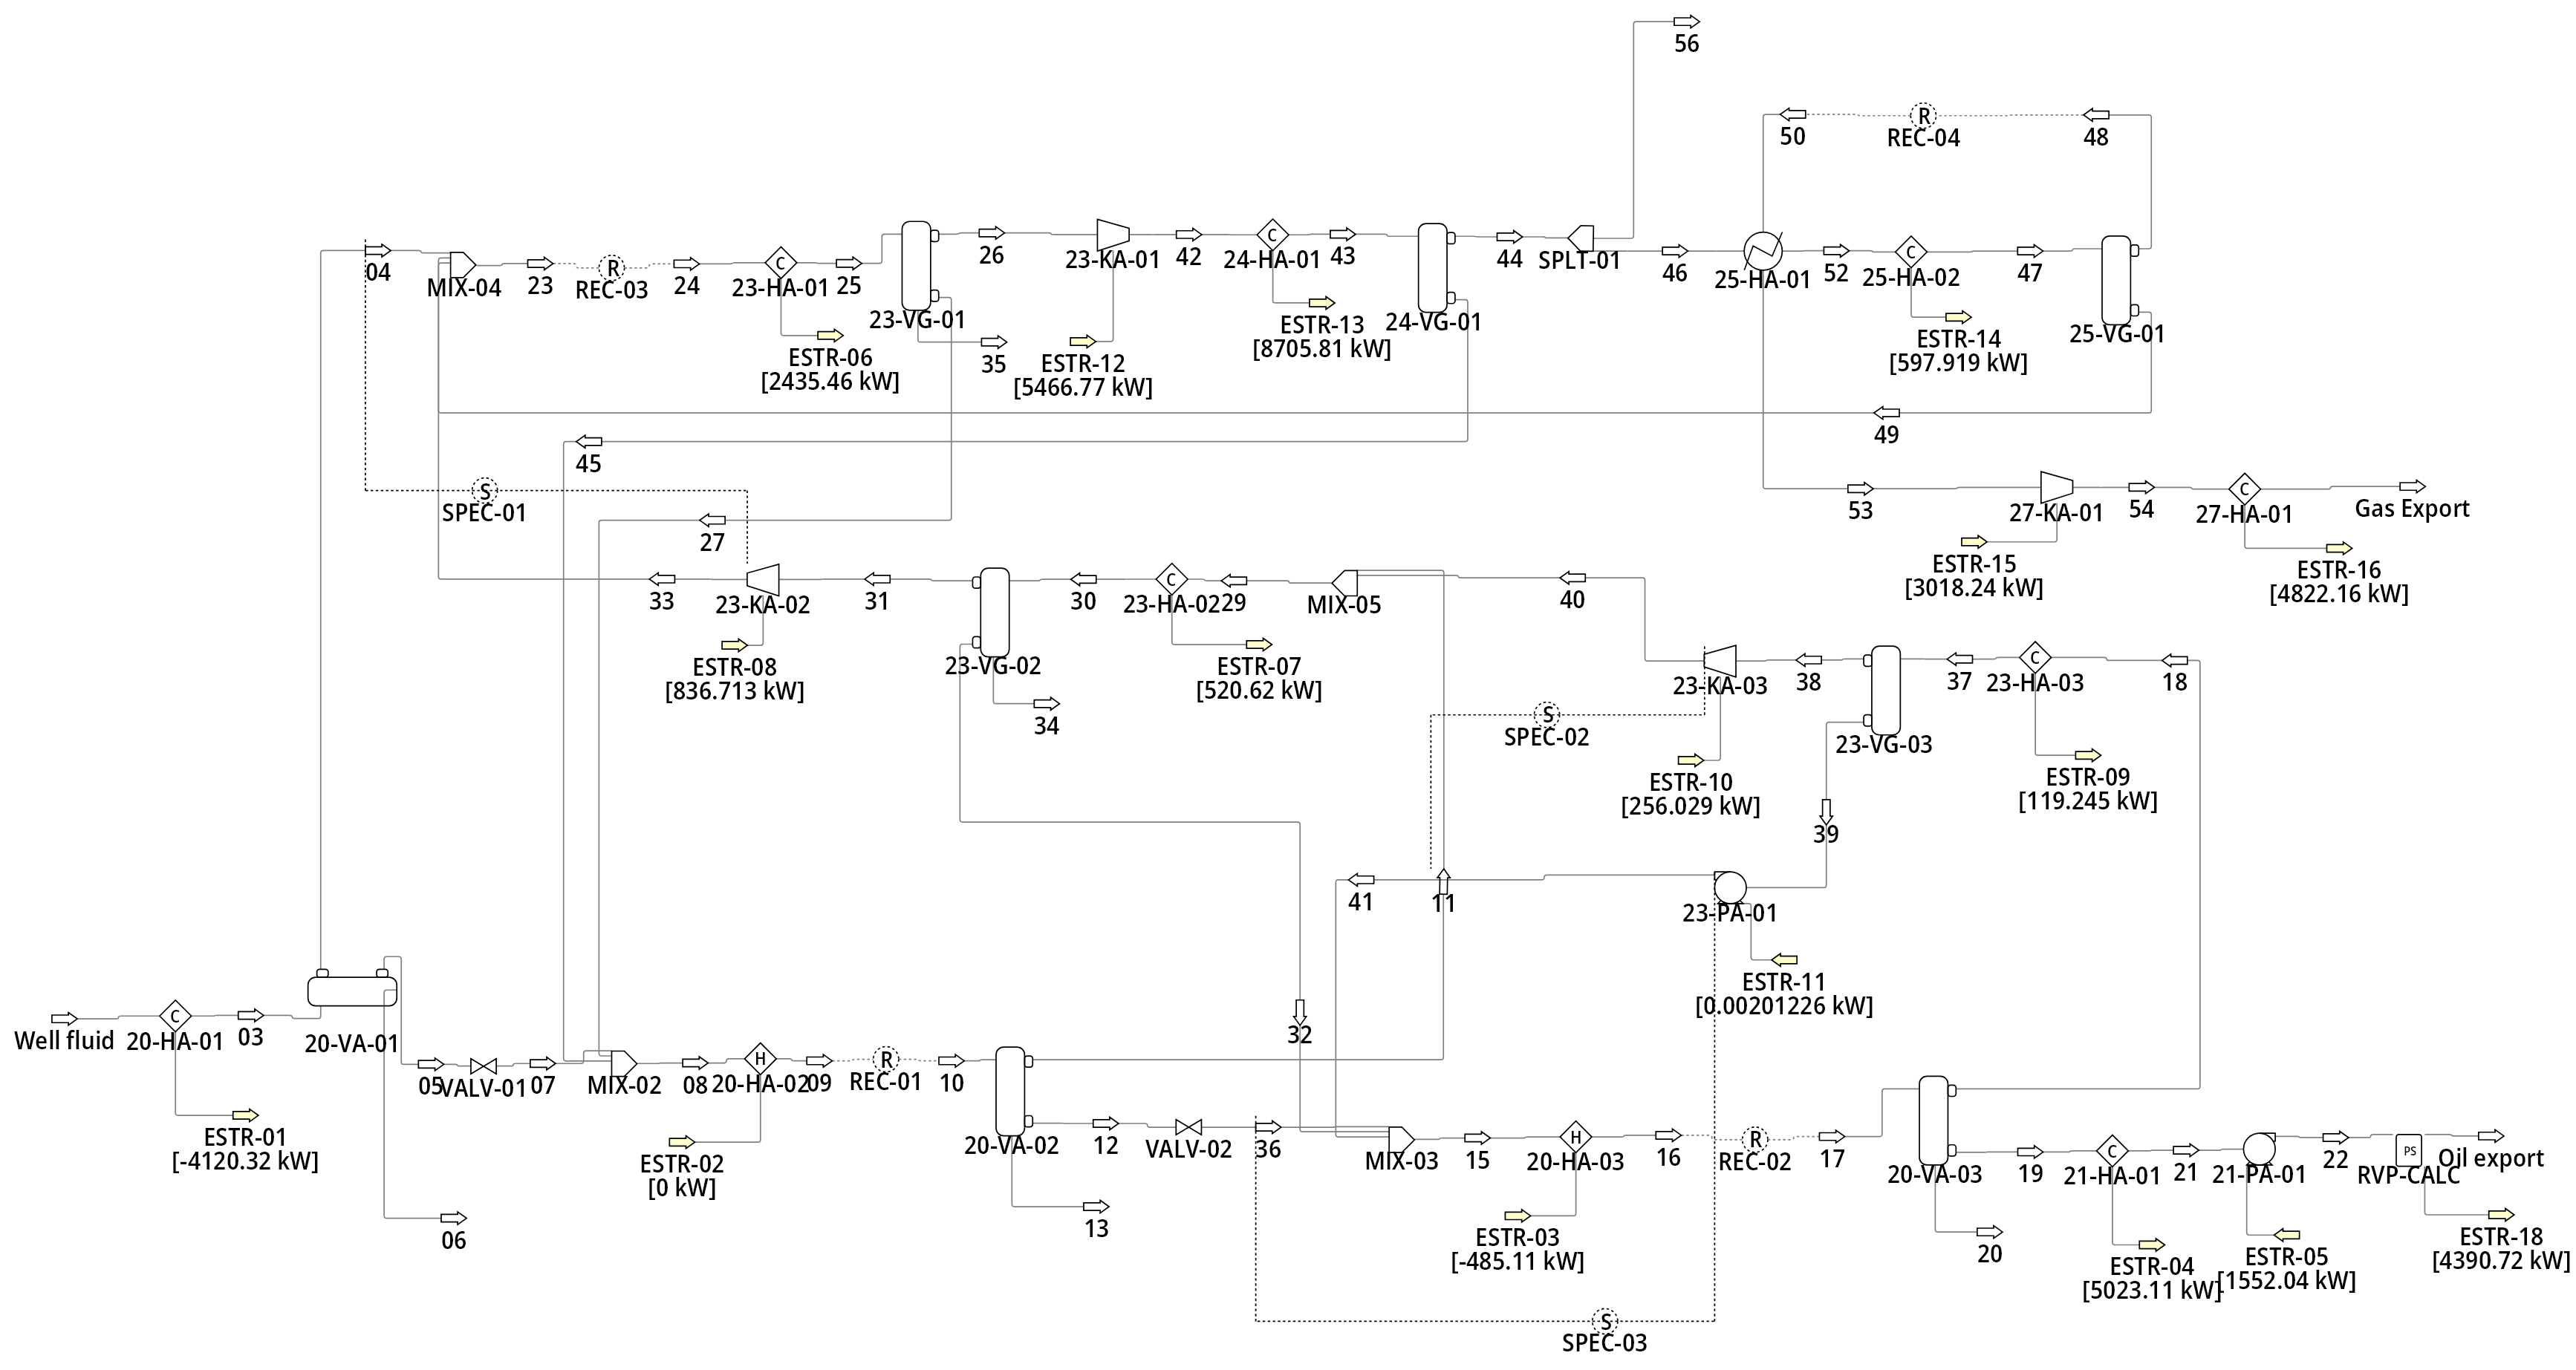 56
50
R
REC-04
48
04
MIX-04
23
R
REC-03
24
C
23-HA-01
25
23-VG-01
26
23-KA-01
42
C
24-HA-01
43
24-VG-01
44
SPLT-01
46
25-HA-01
52
C
25-HA-02
47
25-VG-01
ESTR-06
[2435.46 kW]
35
ESTR-12
[5466.77 kW]
ESTR-13
[8705.81 kW]
ESTR-14
[597.919 kW]
49
45
S
SPEC-01
27
53
27-KA-01
54
C
27-HA-01
Gas Export
ESTR-15
[3018.24 kW]
ESTR-16
[4822.16 kW]
33
23-KA-02
31
23-VG-02
30
C
23-HA-02
29
MIX-05
40
ESTR-08
[836.713 kW]
34
ESTR-07
[520.62 kW]
23-KA-03
38
23-VG-03
37
C
23-HA-03
18
S
SPEC-02
ESTR-10
[256.029 kW]
39
ESTR-09
[119.245 kW]
41
11
23-PA-01
ESTR-11
[0.00201226 kW]
Well fluid
C
20-HA-01
03
20-VA-01
32
05
VALV-01
07
MIX-02
08
H
20-HA-02
09
R
REC-01
10
20-VA-02
12
VALV-02
36
MIX-03
15
H
20-HA-03
16
R
REC-02
17
20-VA-03
19
C
21-HA-01
21
21-PA-01
22
PS
RVP-CALC
Oil export
ESTR-01
[-4120.32 kW]
ESTR-02
[0 kW]
06
13
ESTR-03
[-485.11 kW]
20
ESTR-04
[5023.11 kW]
ESTR-05
[1552.04 kW]
ESTR-18
[4390.72 kW]
S
SPEC-03